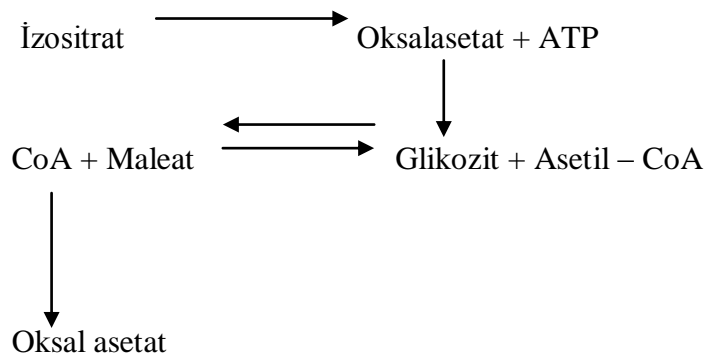 İzositrat Oksalasetat + ATP
CoA + Maleat Glikozit + Asetil – CoA
Oksal asetat